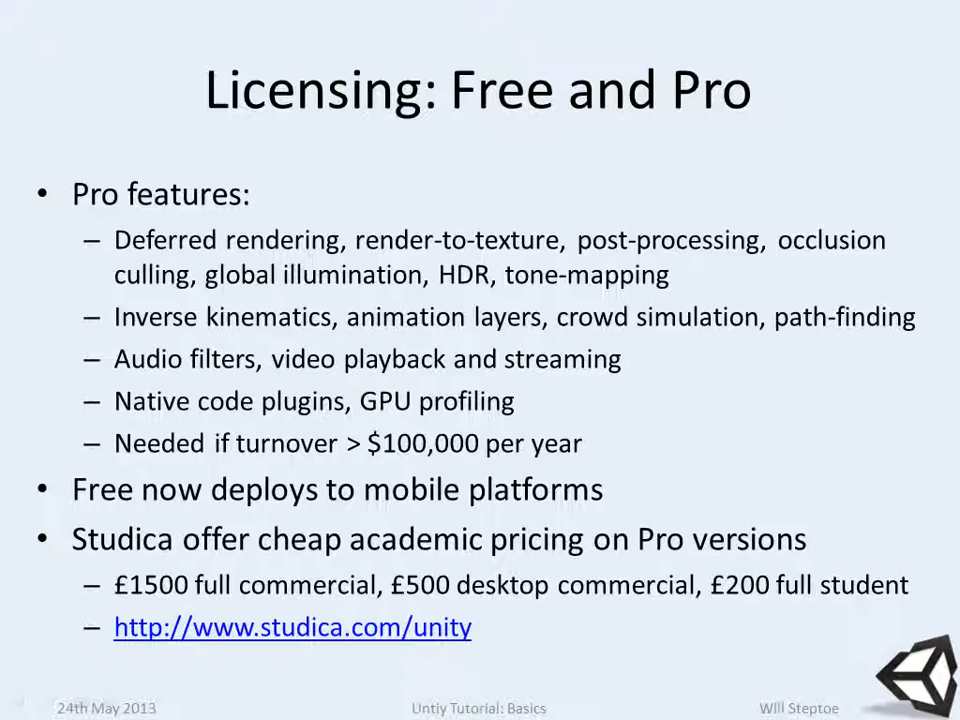 Licensing: Free and Pro
• Pro features:
– Deferred rendering, render-to-texture, post-processing, occlusion
culling, global illumination, HDR, tone-mapping
– Inverse kinematics, animation layers, crowd simulation, path-finding
– Audio filters, video playback and streaming
– Native code plugins, GPU profiling
– Needed if turnover > $100,000 per year
• Free now deploys to mobile platforms
• Studica offer cheap academic pricing on Pro versions
– £1500 full commercial, £500 desktop commercial, £200 full student
– http://www.studica.com/unity
24th May 2013 Untiy Tutorial: Basics WIll Steptoe